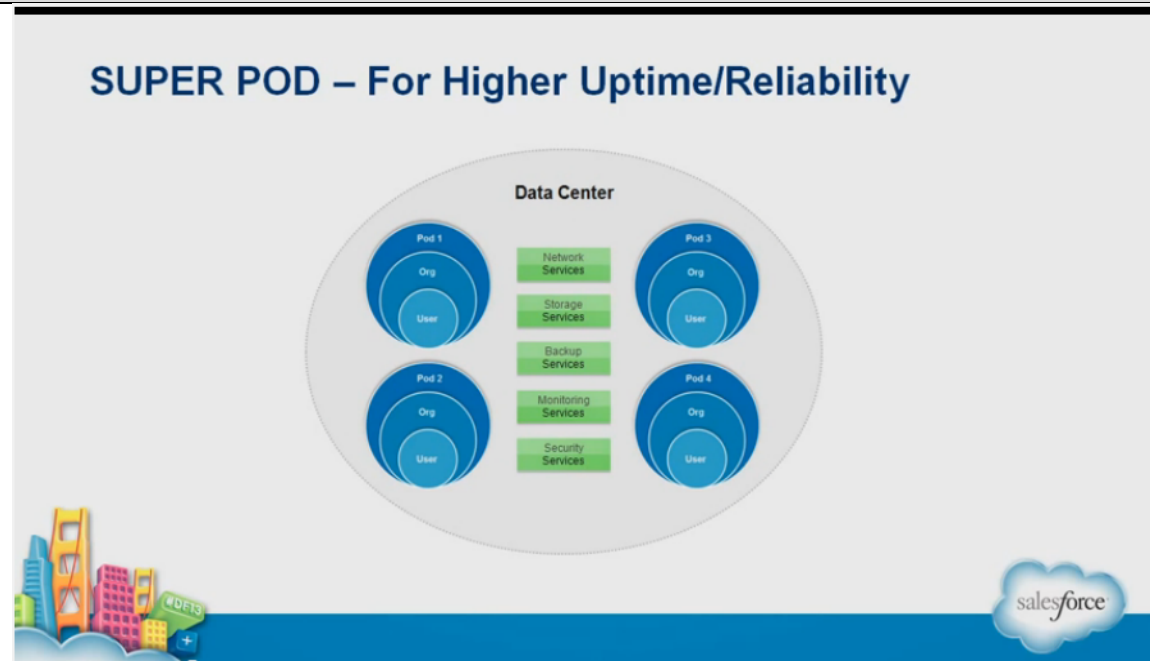 SUPER POD – For Higher Uptime/Reliability
Data Center
Pod 1
Org
User
Network
Services
Storage
Services
Backup
Services
Monitoring
Services
Security
Services
Pod 3
Org
User
Pod 2
Org
User
Pod 4
Org
User
#DF13
+
salesforce